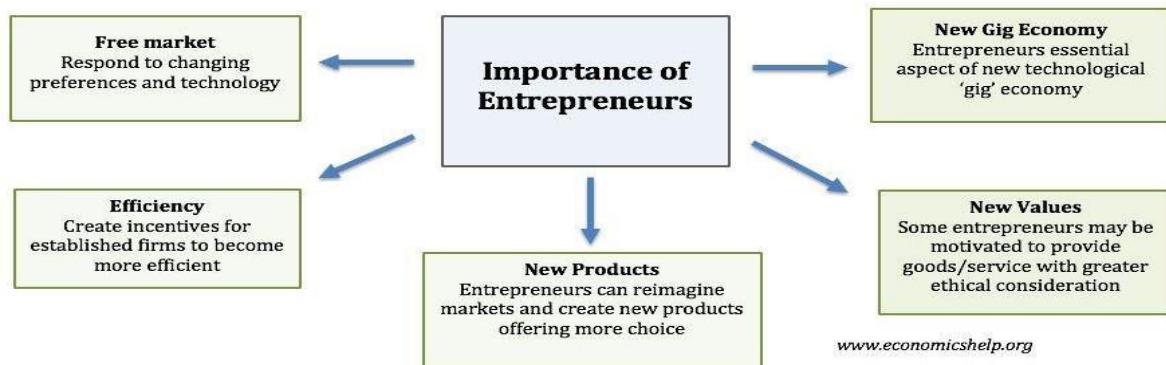 Importance of
Entrepreneurs
Free market
Respond to changing
preferences and technology
New Gig Economy
Entrepreneurs essential
aspect of new technological
‘gig’ economy
Efficiency
Create incentives for
established firms to become
more efficient
New Products
Entrepreneurs can reimagine
markets and create new products
offering more choice
New Values
Some entrepreneurs may be
motivated to provide
goods/service with greater
ethical consideration
www.economicshelp.org